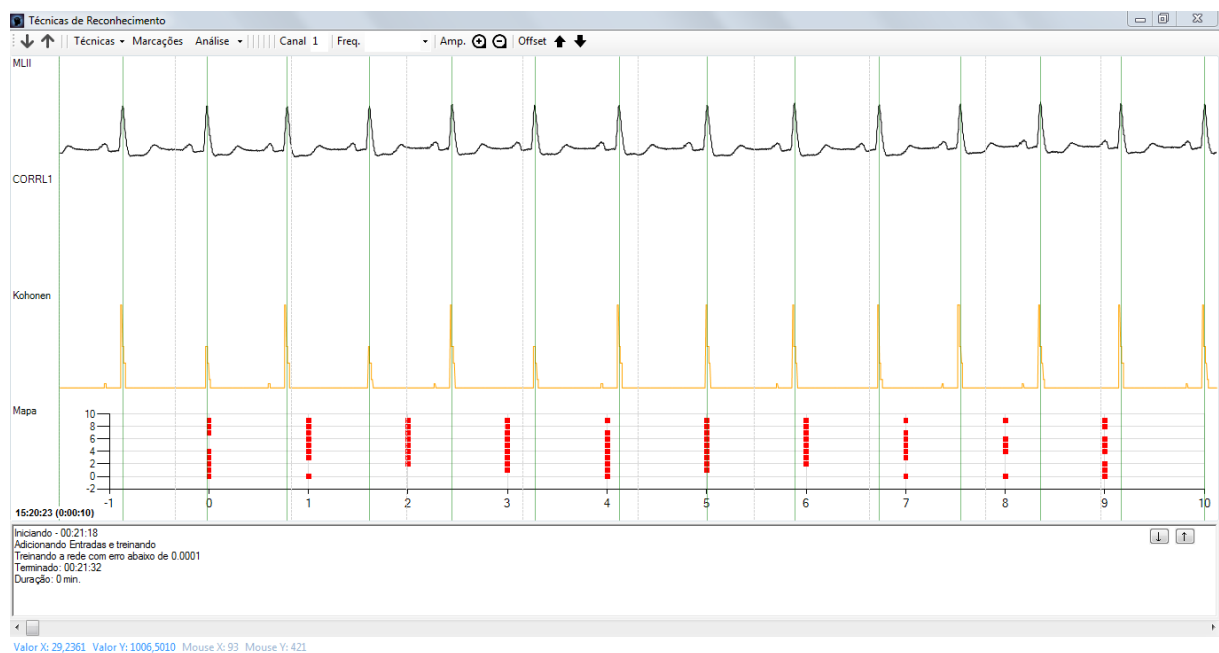 Técnicas de Reconhecimento
Técnicas Marcações Análise Canal 1 Freq. Amp. Offset
MLII
CORRL1
Kohonen
Mapa
10
8
6
4
2
0
-2
-1 0 1 2 3 4 5 6 7 8 9 10
15:20:23 (0:00:10)
Iniciando - 00:21:18
Adicionando Entradas e treinando
Treinando a rede com erro abaixo de 0.0001
Terminado: 00:21:32
Duração: 0 min.
Valor X: 29,2361 Valor Y: 1006,5010 Mouse X: 93 Mouse Y: 421